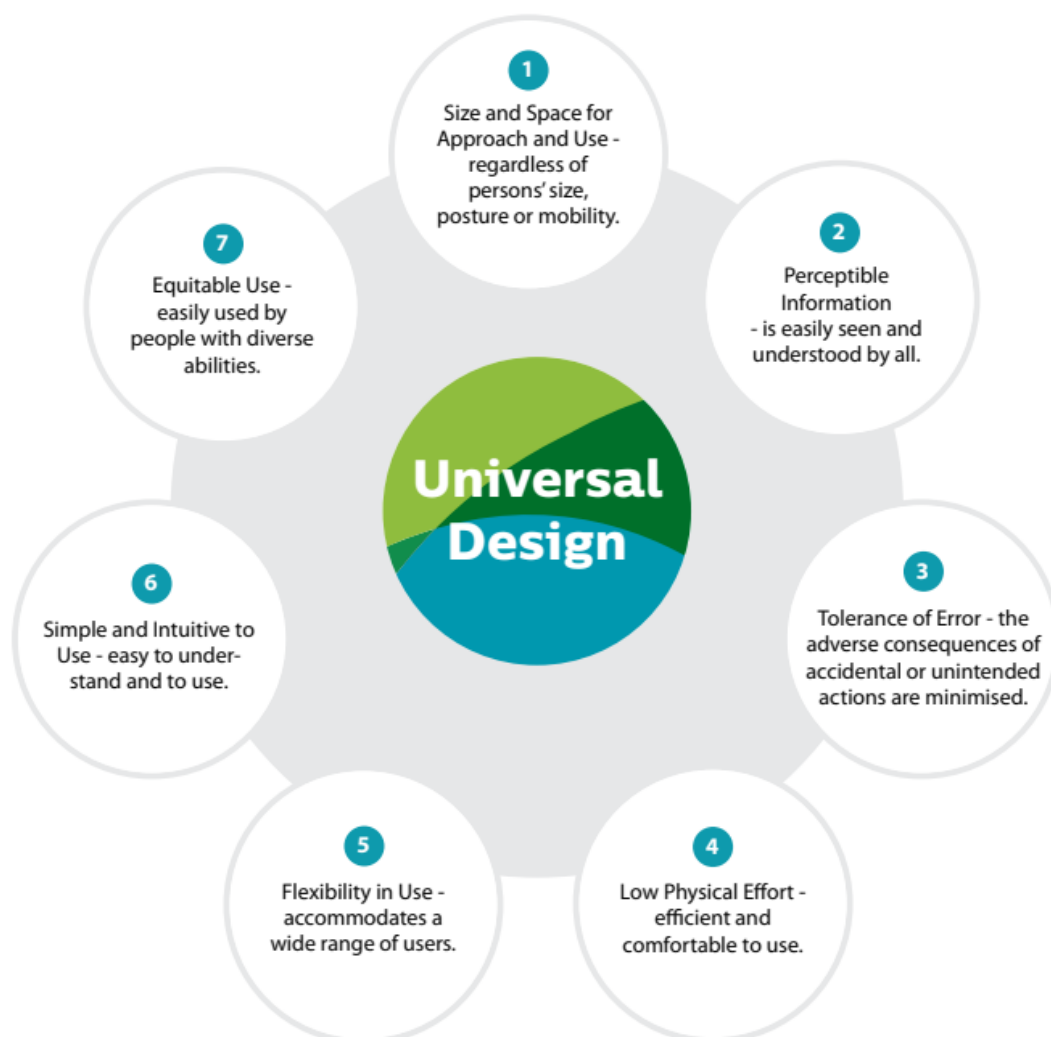 1
Size and Space for
Approach and Use -
regardless of
persons' size,
posture or mobility.
2
Perceptible
Information
- is easily seen and
understood by all.
3
Tolerance of Error - the
adverse consequences of
accidental or unintended
actions are minimised.
4
Low Physical Effort -
efficient and
comfortable to use.
5
Flexibility in Use -
accommodates a
wide range of users.
6
Simple and Intuitive to
Use - easy to under-
stand and to use.
7
Equitable Use -
easily used by
people with diverse
abilities.
Universal
Design